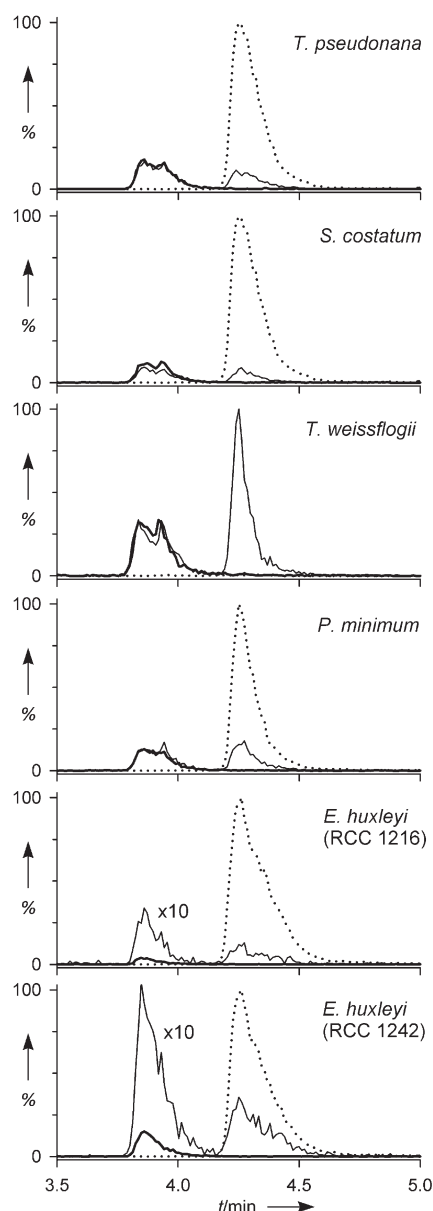 100
T. pseudonana
%
0
100
S. costatum
%
0
100
T. weissflogii
%
0
100
P. minimum
%
0
100
E. huxleyi
(RCC 1216)
x10
%
0
100
E. huxleyi
(RCC 1242)
x10
%
0
3.5 4.0 4.5 5.0
t/min